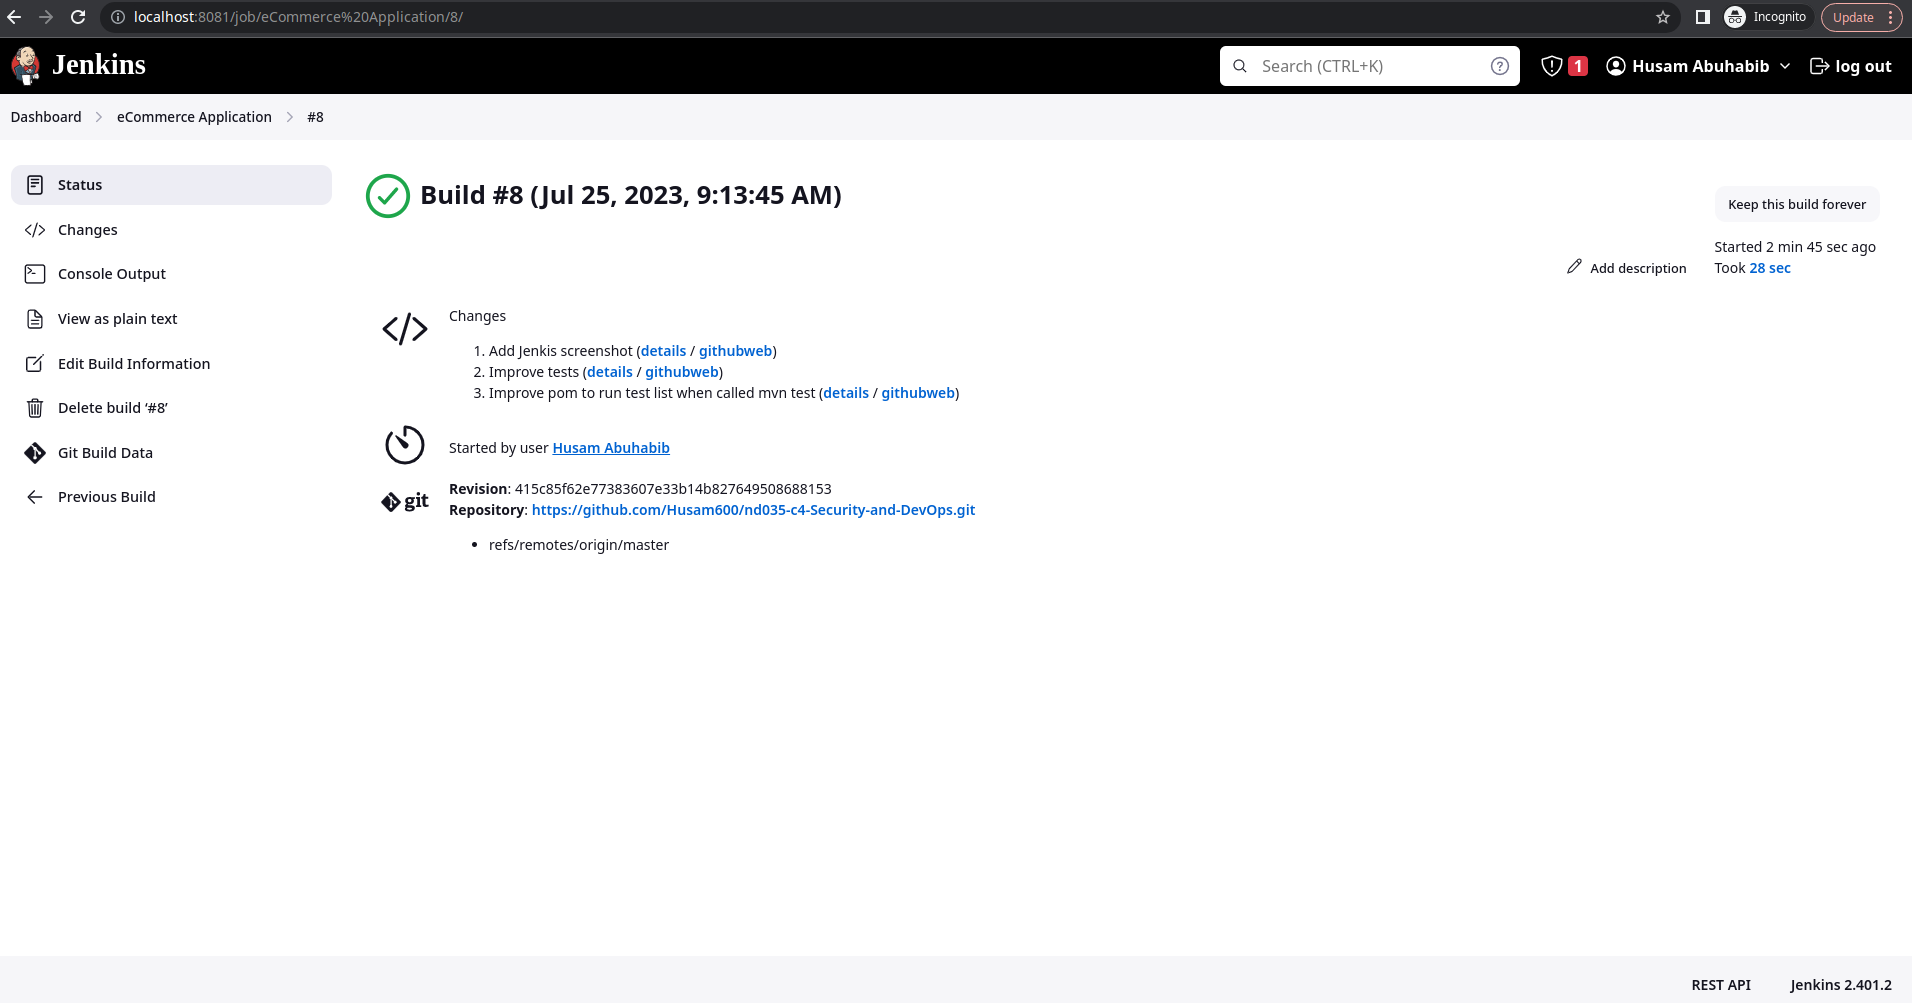 localhost:8081/job/eCommerce%20Application/8/
Incognito
Update
Jenkins
Search (CTRL+K)
1
Husam Abuhabib
log out
Dashboard
eCommerce Application
#8
Status
Changes
Console Output
View as plain text
Edit Build Information
Delete build ‘#8’
Git Build Data
Previous Build
Build #8 (Jul 25, 2023, 9:13:45 AM)
Keep this build forever
Add description
Started 2 min 45 sec ago
Took 28 sec
Changes
1. Add Jenkis screenshot (details / githubweb)
2. Improve tests (details / githubweb)
3. Improve pom to run test list when called mvn test (details / githubweb)
Started by user Husam Abuhabib
git
Revision: 415c85f62e77383607e33b14b827649508688153
Repository: https://github.com/Husam600/nd035-c4-Security-and-DevOps.git
• refs/remotes/origin/master
REST API
Jenkins 2.401.2